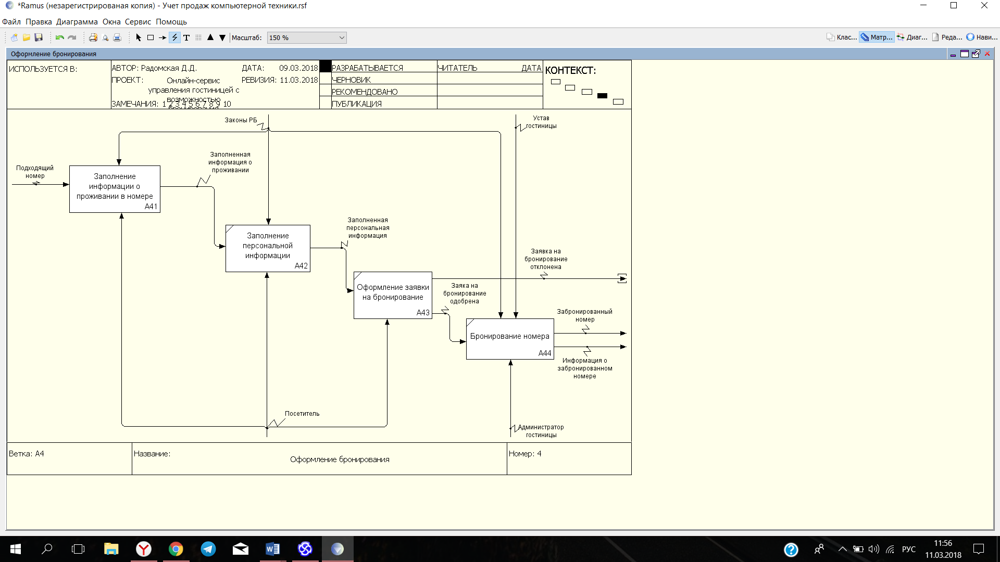 *Ramus (незарегистрированая копия) - Учет продаж компьютерной техники.rsf
Файл Правка Диаграмма Окна Сервис Помощь
Масштаб: 150 %
Клас... Матр... Диаг... Реда... Нави...
Оформление бронирования
ИСПОЛЬЗУЕТСЯ В:
АВТОР: Радомская Д.Д.
ДАТА: 09.03.2018
ПРОЕКТ: Онлайн-сервис
управления гостиницей с
возможностью
бронирования
РЕВИЗИЯ: 11.03.2018
ЗАМЕЧАНИЯ: 1 2 3 4 5 6 7 8 9 10
РАЗРАБАТЫВАЕТСЯ
ЧЕРНОВИК
РЕКОМЕНДОВАНО
ПУБЛИКАЦИЯ
ЧИТАТЕЛЬ ДАТА
КОНТЕКСТ:
Законы РБ
Устав
гостиницы
Подходящий
номер
Заполненная
информация о
проживании
Заполнение
информации о
проживании в номере
A41
Заполненная
персональная
информация
Заполнение
персональной
информации
A42
Заявка на
бронирование
отклонена
Оформление заявки
на бронирование
A43
Заяка на
бронирование
одобрена
Забронированный
номер
Бронирование номера
A44
Информация о
забронированном
номере
Посетитель
Администратор
гостиницы
Ветка: A4
Название:
Оформление бронирования
Номер: 4
РУС
11:56
11.03.2018